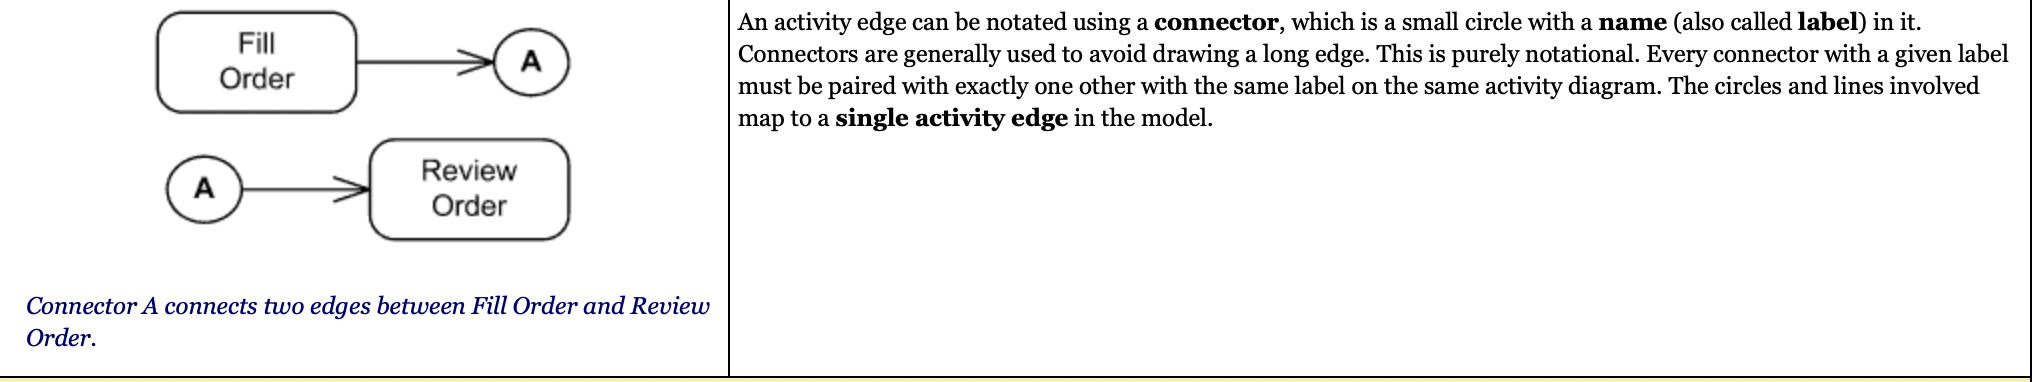 Fill
Order
A
A
Review
Order
Connector A connects two edges between Fill Order and Review
Order.
An activity edge can be notated using a connector, which is a small circle with a name (also called label) in it.
Connectors are generally used to avoid drawing a long edge. This is purely notational. Every connector with a given label
must be paired with exactly one other with the same label on the same activity diagram. The circles and lines involved
map to a single activity edge in the model.